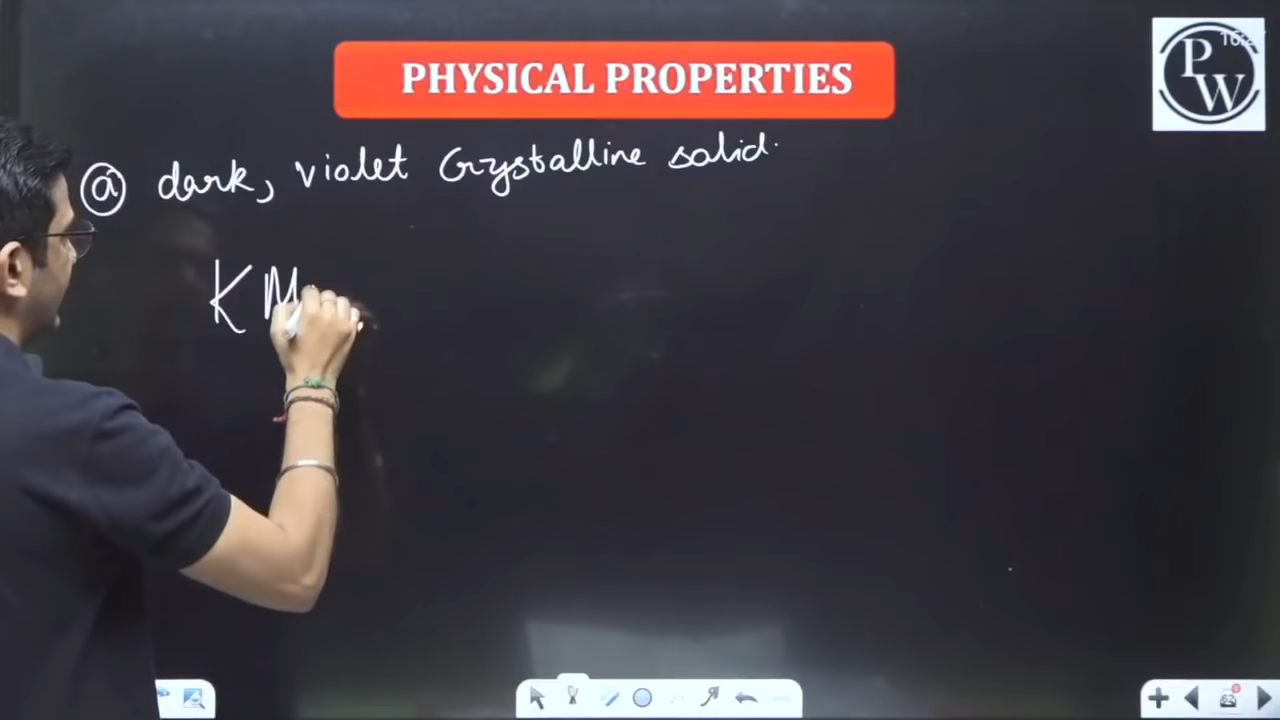 PHYSICAL PROPERTIES
PW
ⓐ dark, violet Crystalline solid.
KM